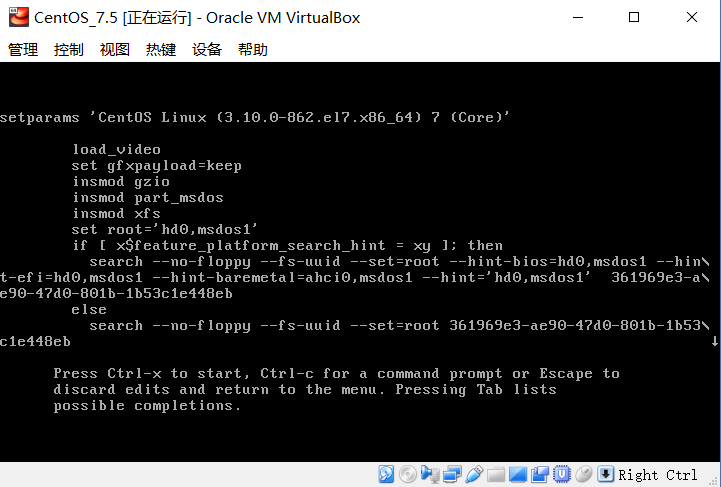 CentOS_7.5 [正在运行] - Oracle VM VirtualBox
管理 控制 视图 热键 设备 帮助
setparams 'CentOS Linux (3.10.0-862.el7.x86_64) 7 (Core)'
load_video
set gfxpayload=keep
insmod gzio
insmod part_msdos
insmod xfs
set root='hd0,msdos1'
if [ x$feature_platform_search_hint = xy ]; then
search --no-floppy --fs-uuid --set=root --hint-bios=hd0,msdos1 --hin\
t-efi=hd0,msdos1 --hint-baremetal=ahci0,msdos1 --hint='hd0,msdos1'  361969e3-a\
e90-47d0-801b-1b53c1e448eb
else
search --no-floppy --fs-uuid --set=root 361969e3-ae90-47d0-801b-1b53\
c1e448eb
Press Ctrl-x to start, Ctrl-c for a command prompt or Escape to
discard edits and return to the menu. Pressing Tab lists
possible completions.
Right Ctrl